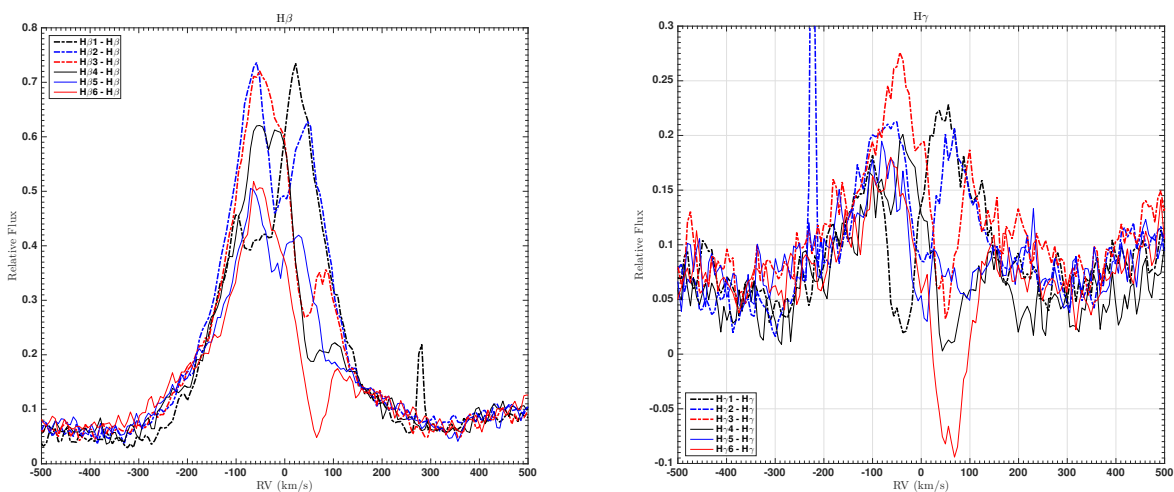 Hβ
Relative Flux
0.8
0.7
0.6
0.5
0.4
0.3
0.2
0.1
0
Hβ1 - Hβ
Hβ2 - Hβ
Hβ3 - Hβ
Hβ4 - Hβ
Hβ5 - Hβ
Hβ6 - Hβ
-500 -400 -300 -200 -100 0 100 200 300 400 500
RV (km/s)
Hγ
Relative Flux
0.3
0.25
0.2
0.15
0.1
0.05
0
-0.05
-0.1
Hγ1 - Hγ
Hγ2 - Hγ
Hγ3 - Hγ
Hγ4 - Hγ
Hγ5 - Hγ
Hγ6 - Hγ
-500 -400 -300 -200 -100 0 100 200 300 400 500
RV (km/s)